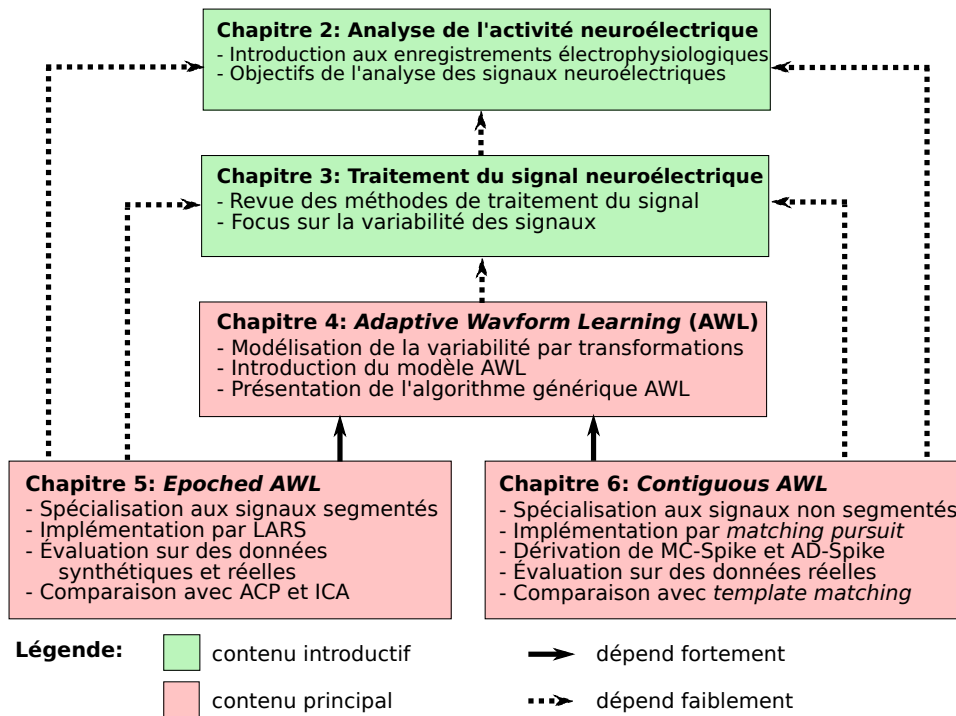 Chapitre 2: Analyse de l'activité neuroélectrique
- Introduction aux enregistrements électrophysiologiques
- Objectifs de l'analyse des signaux neuroélectriques
Chapitre 3: Traitement du signal neuroélectrique
- Revue des méthodes de traitement du signal
- Focus sur la variabilité des signaux
Chapitre 4: Adaptive Wavform Learning (AWL)
- Modélisation de la variabilité par transformations
- Introduction du modèle AWL
- Présentation de l'algorithme générique AWL
Chapitre 5: Epoched AWL
- Spécialisation aux signaux segmentés
- Implémentation par LARS
- Évaluation sur des données
synthétiques et réelles
- Comparaison avec ACP et ICA
Chapitre 6: Contiguous AWL
- Spécialisation aux signaux non segmentés
- Implémentation par matching pursuit
- Dérivation de MC-Spike et AD-Spike
- Évaluation sur des données réelles
- Comparaison avec template matching
Légende:
contenu introductif
dépend fortement
contenu principal
dépend faiblement